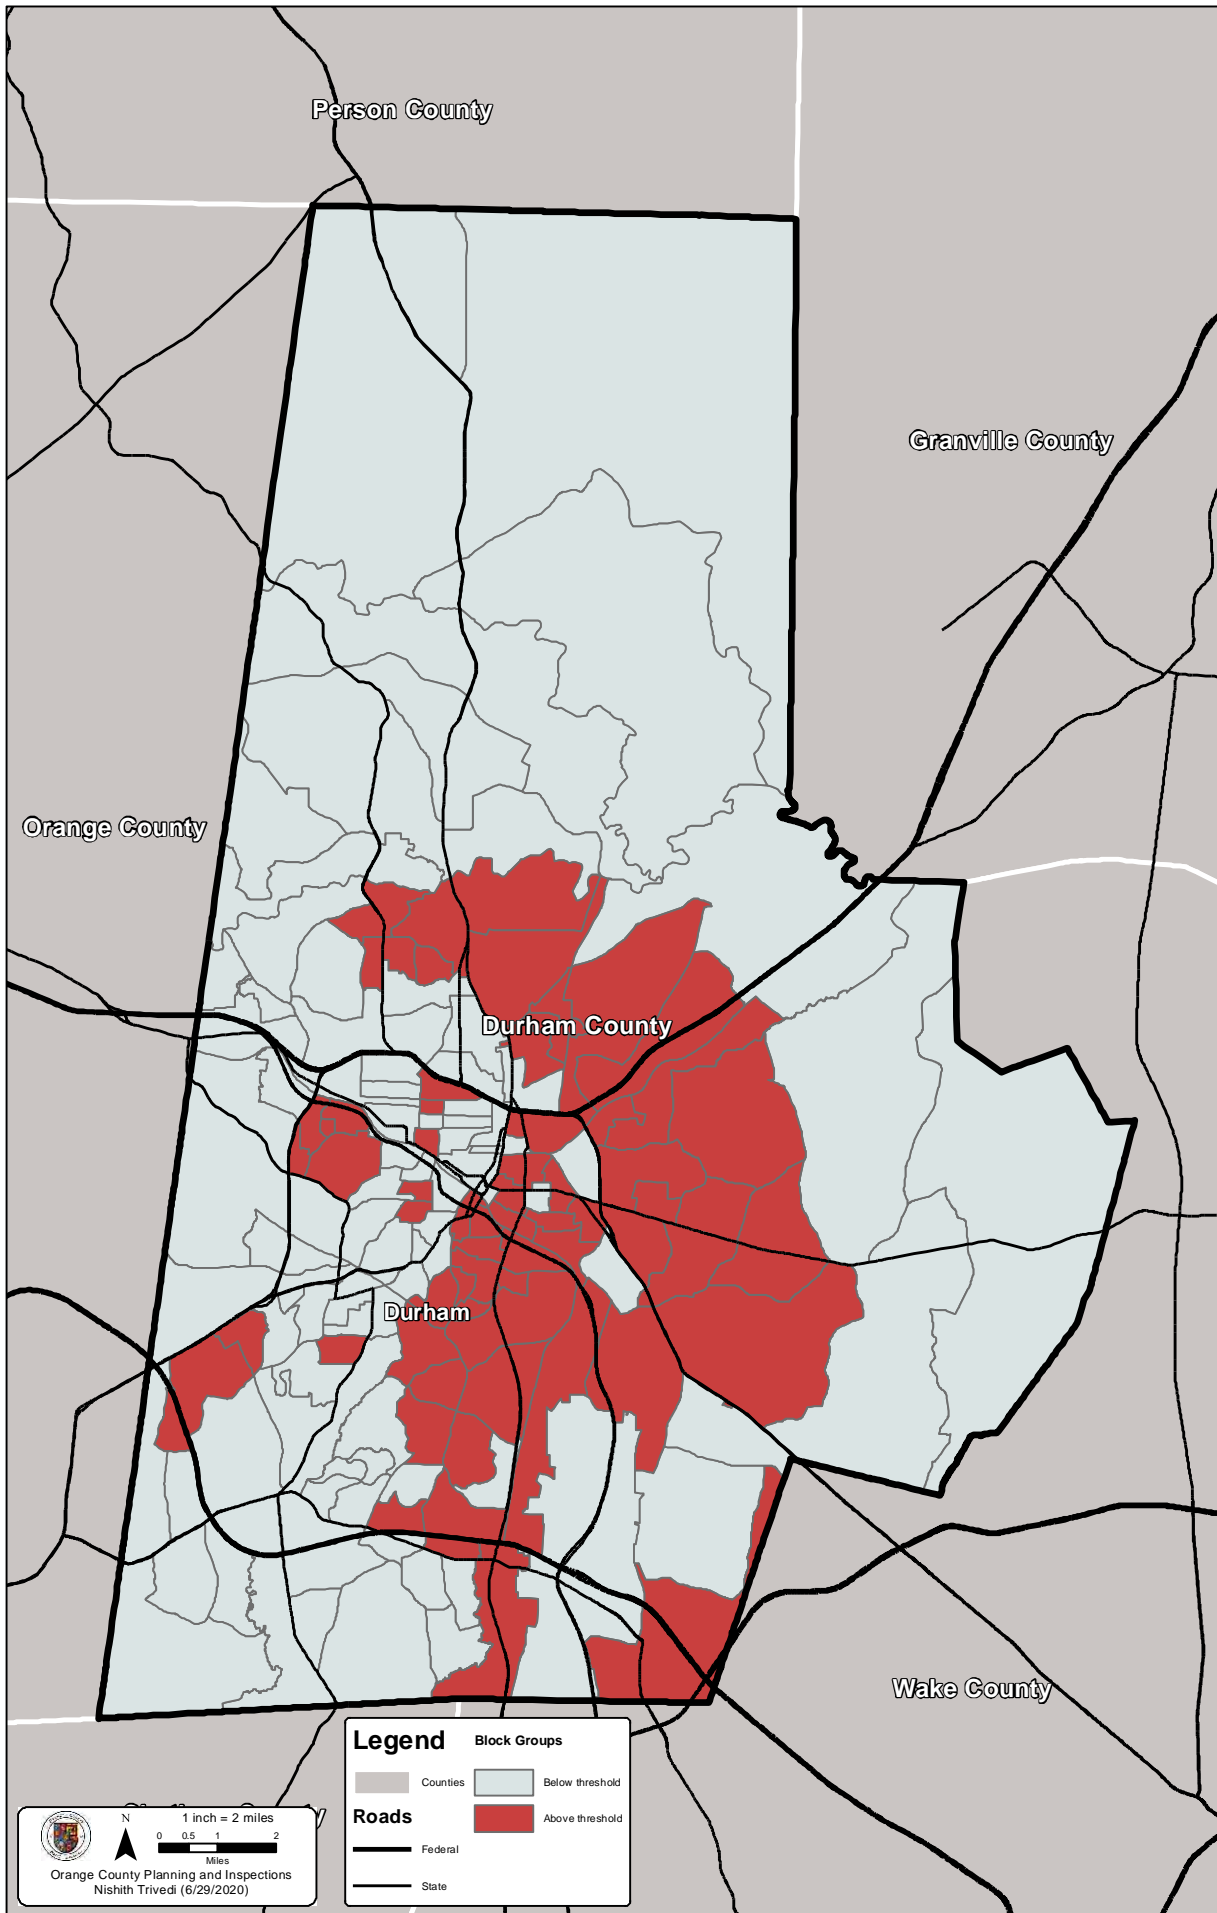 Person County
Granville County
Orange County
Durham County
Durham
Wake County
Legend
Block Groups
Counties
Below threshold
Roads
Above threshold
Federal
State
N
1 inch = 2 miles
0 0.5 1 2
Miles
Orange County Planning and Inspections
Nishith Trivedi (6/29/2020)